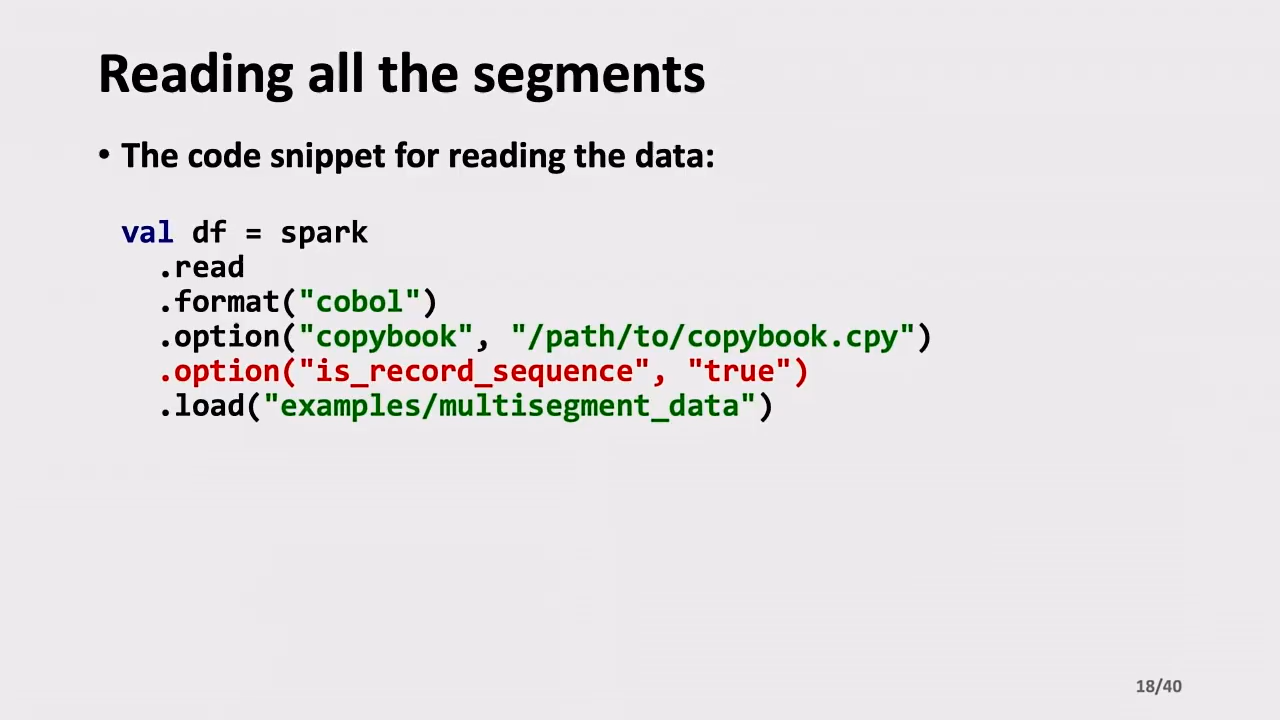 Reading all the segments
• The code snippet for reading the data:
val df = spark
.read
.format("cobol")
.option("copybook", "/path/to/copybook.cpy")
.option("is_record_sequence", "true")
.load("examples/multisegment_data")
18/40